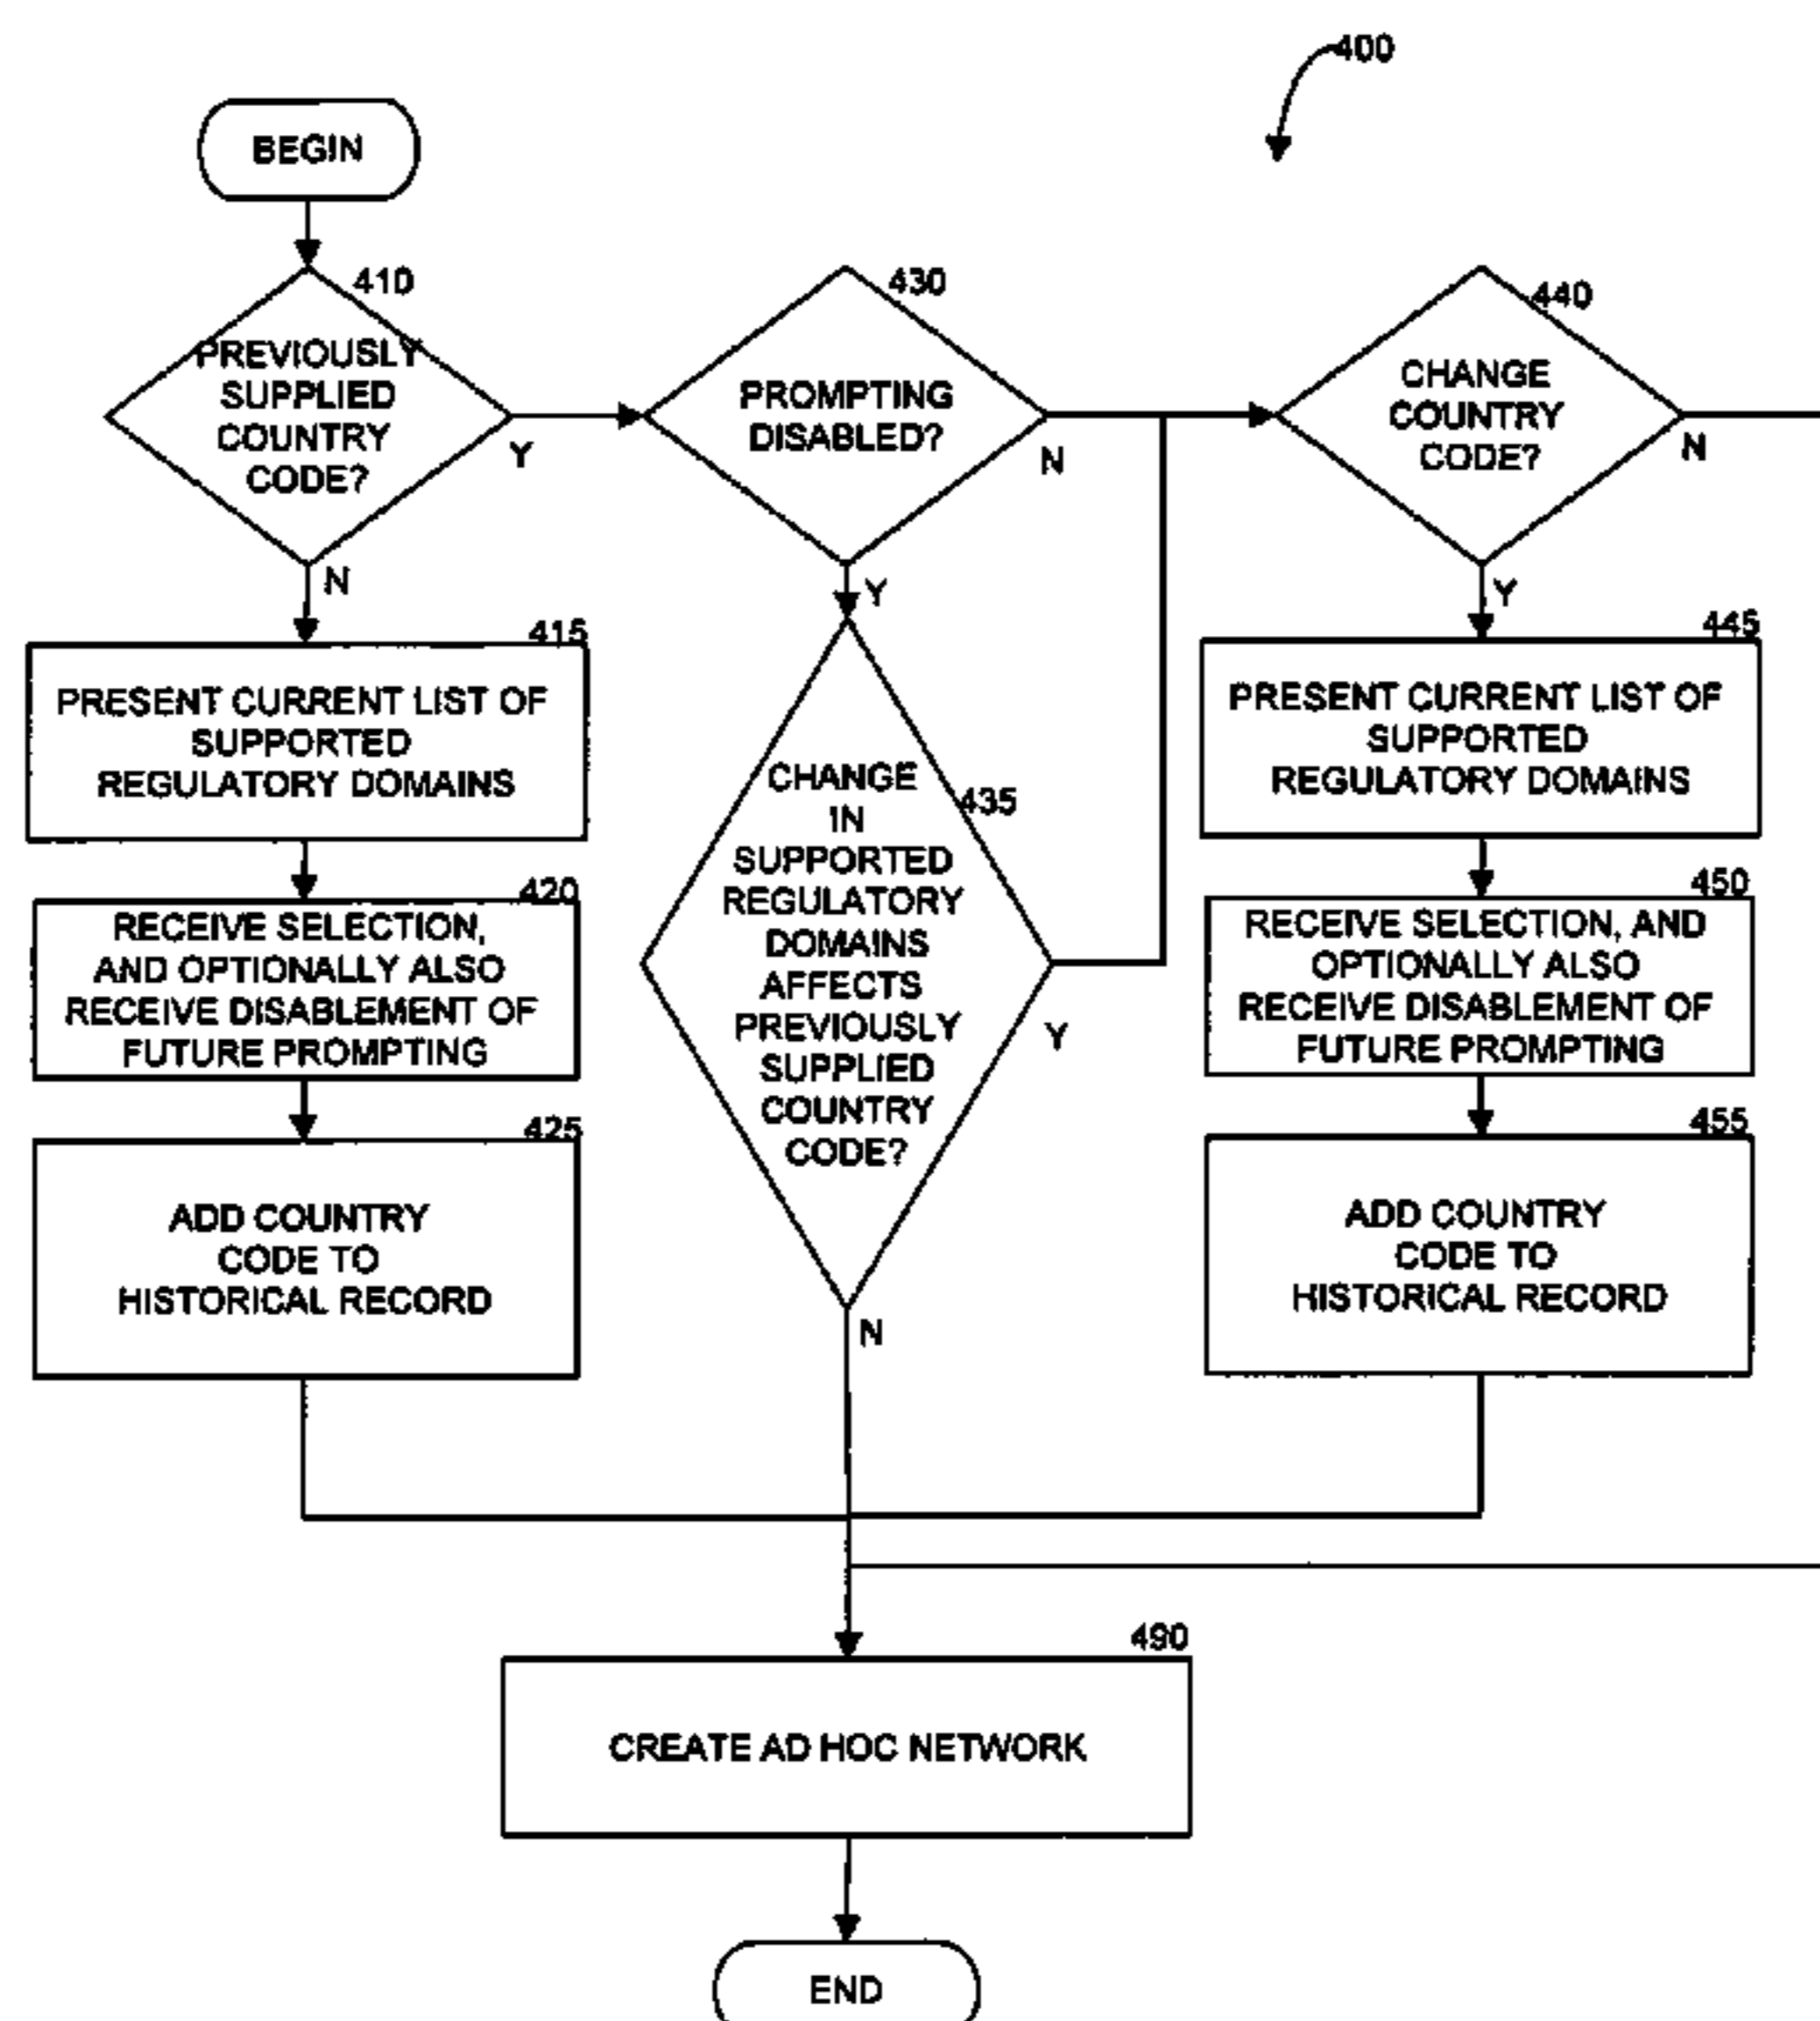 400
BEGIN
410
PREVIOUSLY
SUPPLIED
COUNTRY
CODE?
Y
N
430
PROMPTING
DISABLED?
N
Y
440
CHANGE
COUNTRY
CODE?
N
Y
415
PRESENT CURRENT LIST OF
SUPPORTED
REGULATORY DOMAINS
420
RECEIVE SELECTION,
AND OPTIONALLY ALSO
RECEIVE DISABLEMENT OF
FUTURE PROMPTING
425
ADD COUNTRY
CODE TO
HISTORICAL RECORD
435
CHANGE
IN
SUPPORTED
REGULATORY
DOMAINS
AFFECTS
PREVIOUSLY
SUPPLIED
COUNTRY
CODE?
Y
N
445
PRESENT CURRENT LIST OF
SUPPORTED
REGULATORY DOMAINS
450
RECEIVE SELECTION, AND
OPTIONALLY ALSO
RECEIVE DISABLEMENT OF
FUTURE PROMPTING
455
ADD COUNTRY
CODE TO
HISTORICAL RECORD
490
CREATE AD HOC NETWORK
END